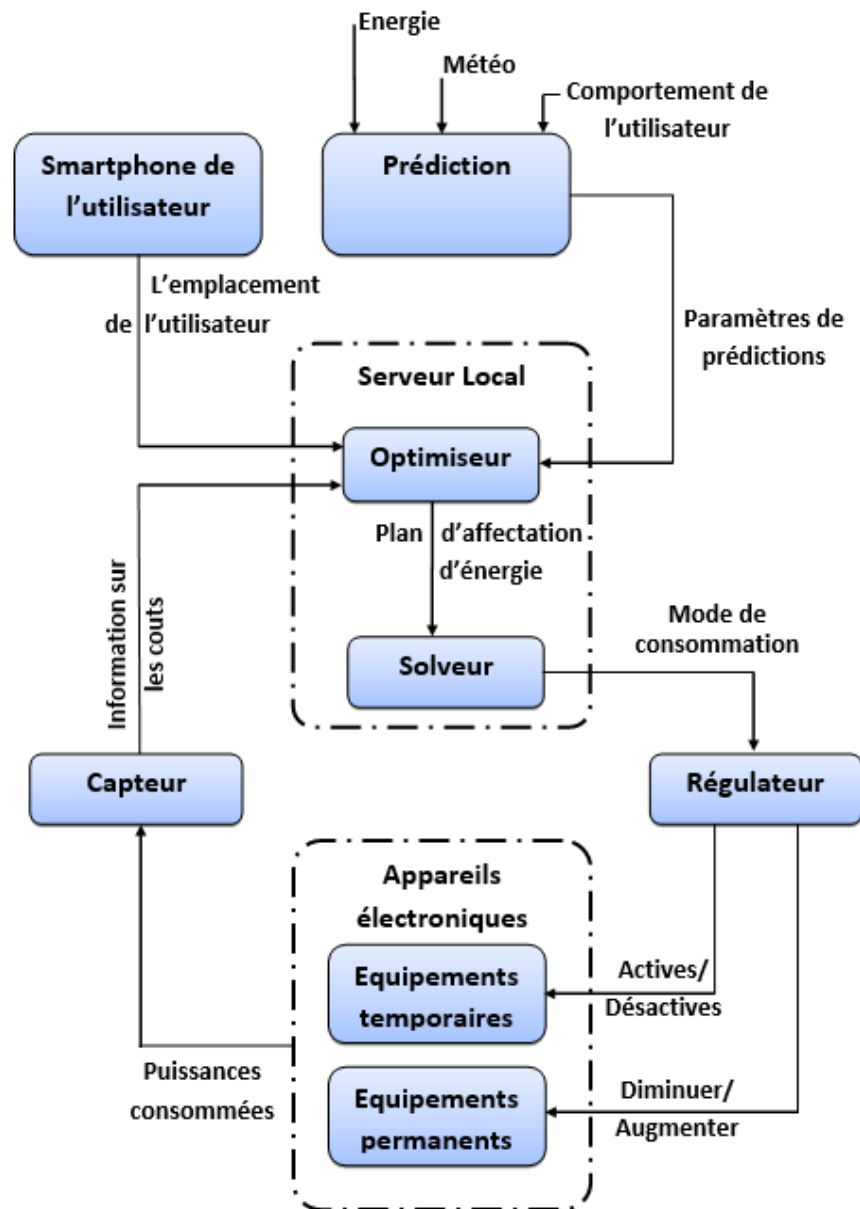 Energie
Météo
Comportement de
l'utilisateur
Smartphone de
l'utilisateur
Prédiction
L'emplacement
de l'utilisateur
Paramètres de
prédictions
Serveur Local
Optimiseur
Plan d'affectation
d'énergie
Mode de
consommation
Solveur
Information sur
les couts
Capteur
Régulateur
Appareils
électroniques
Equipements
temporaires
Actives/
Désactives
Puissances
consommées
Equipements
permanents
Diminuer/
Augmenter